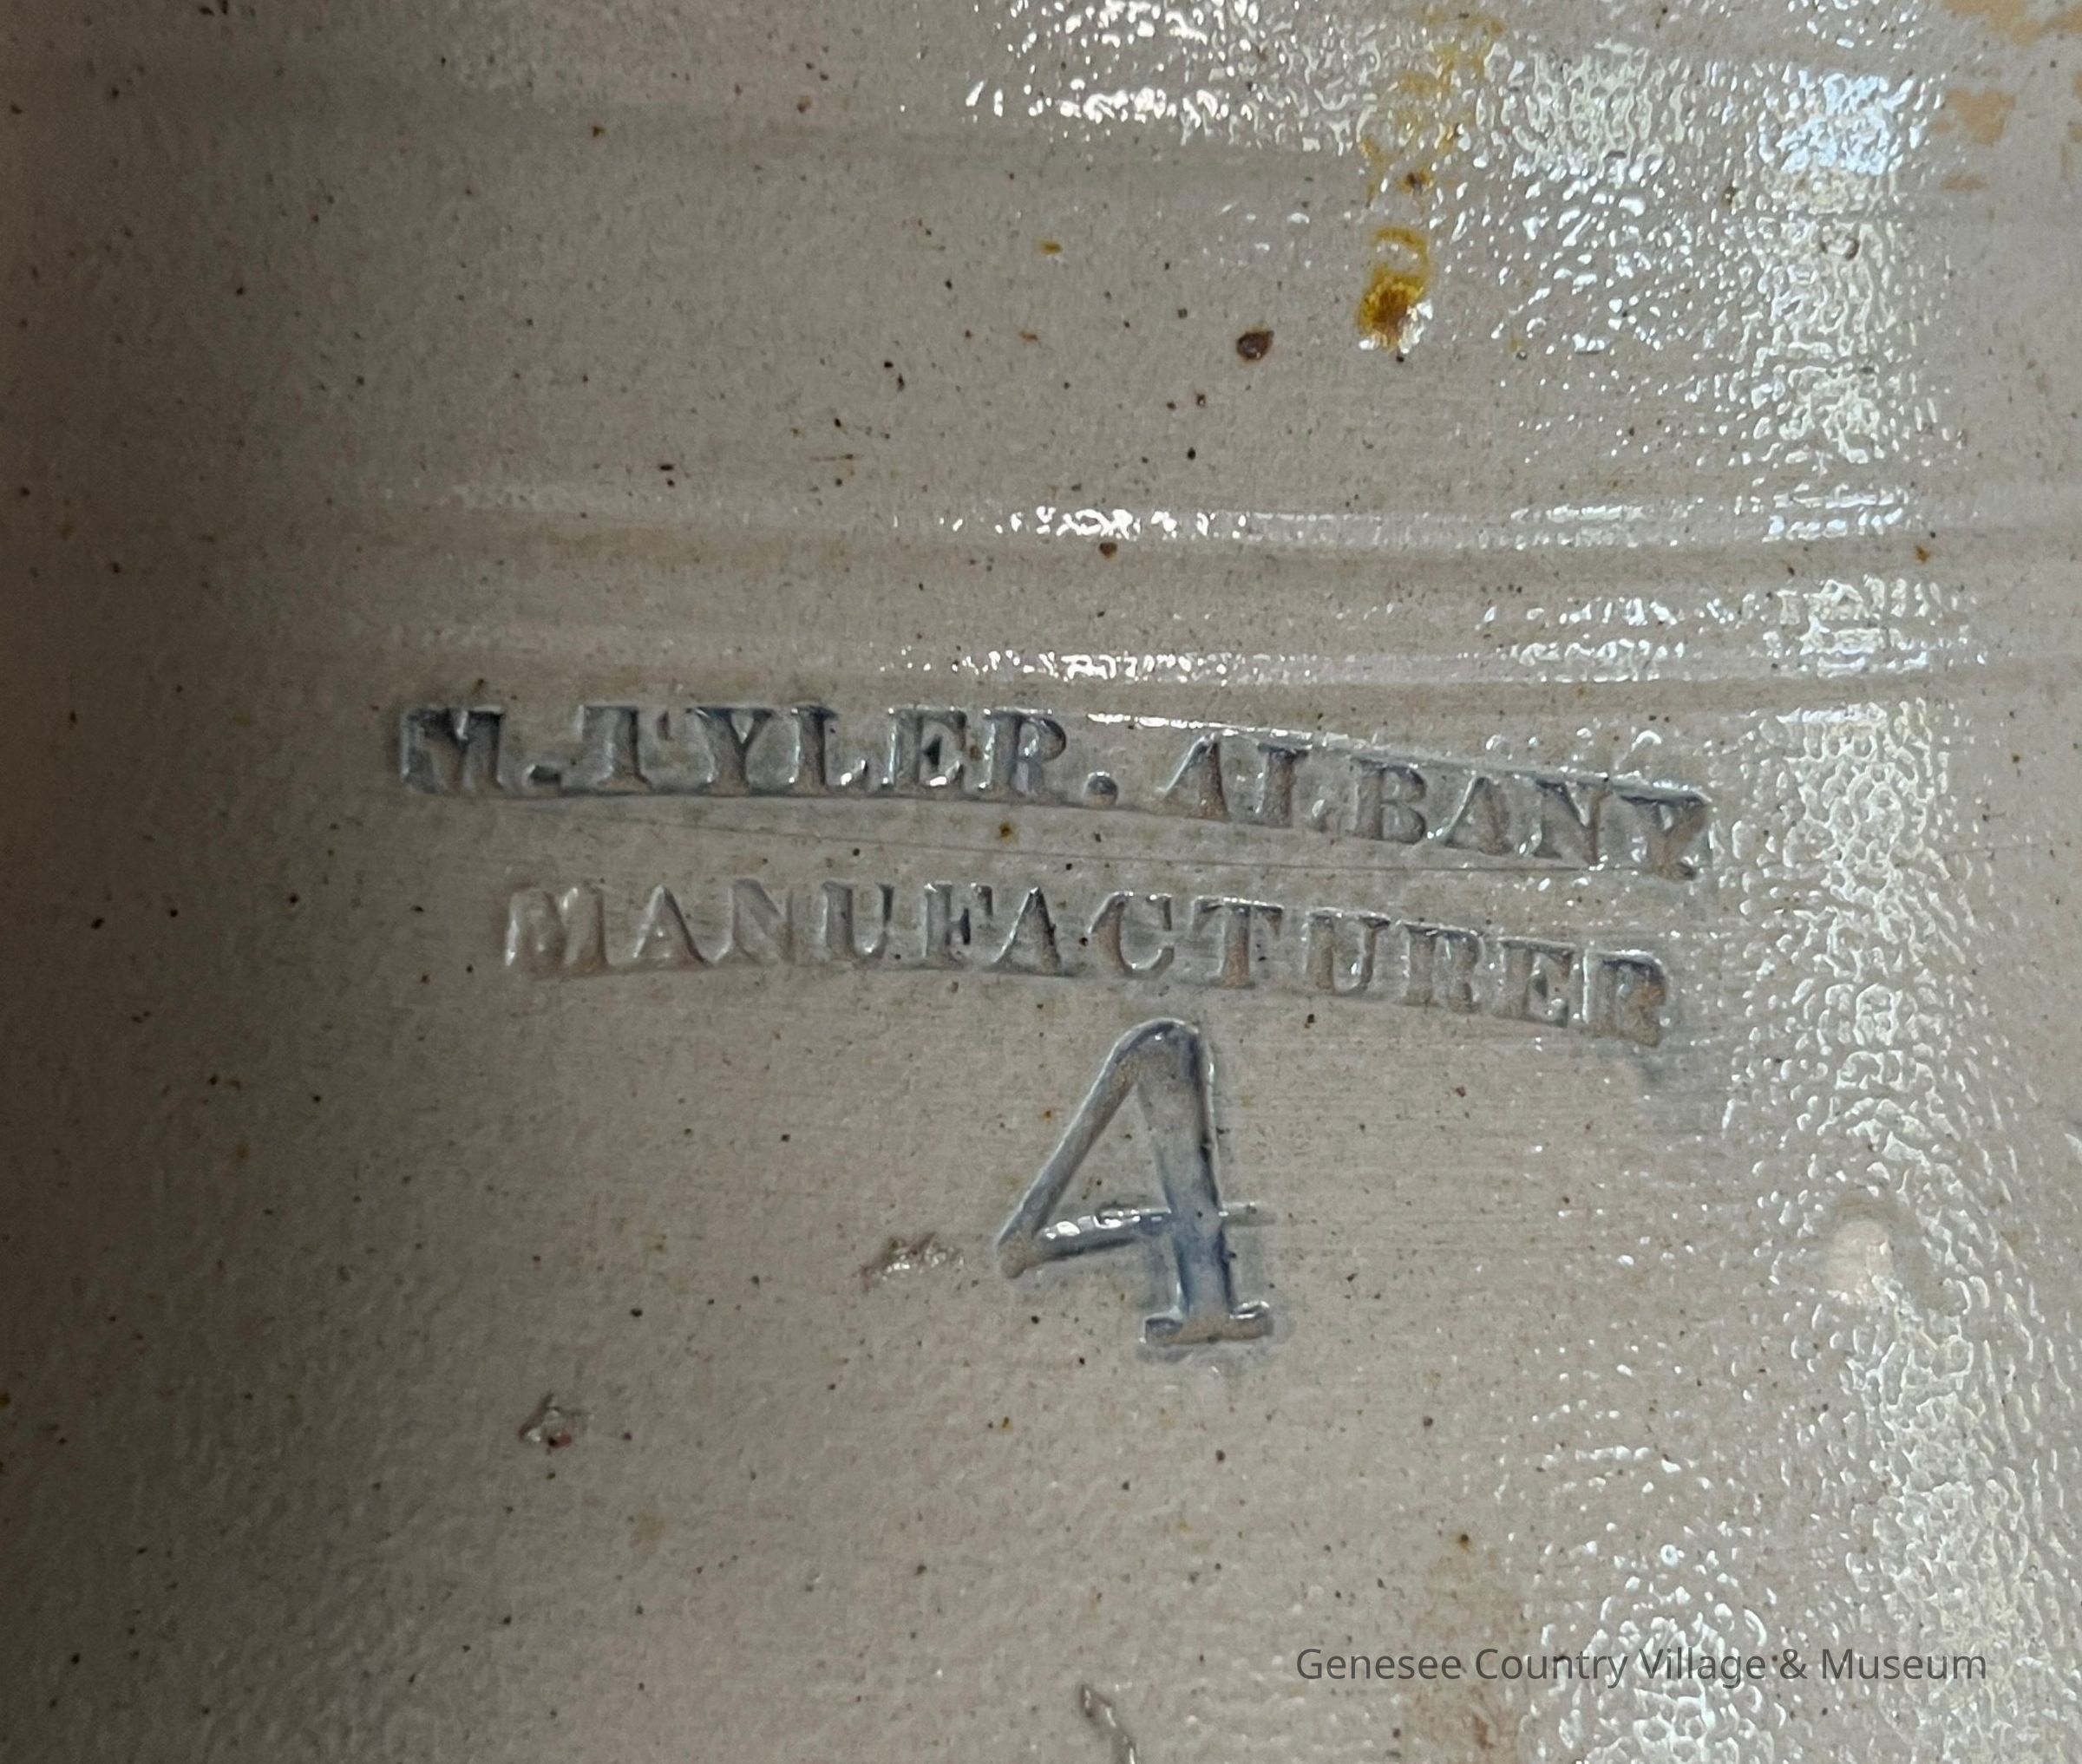 M. TYLER. ALBANY
MANUFACTURER
4
Genesee Country Village & Museum